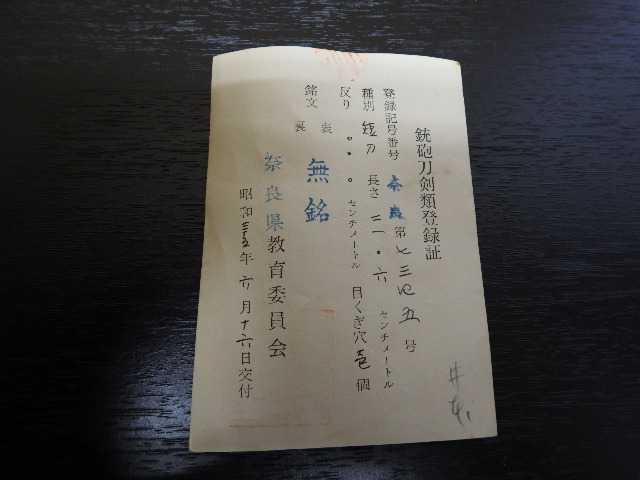 銃砲刀剣類登録証
登録記号番号 奈良 第七三四五号
種別 短刀 長さ 二一・六 センチメートル
反り 〇・〇 センチメートル 目くぎ穴 壱個
銘文 表 無銘
裏
奈良県教育委員会
昭和三五年六月十六日交付